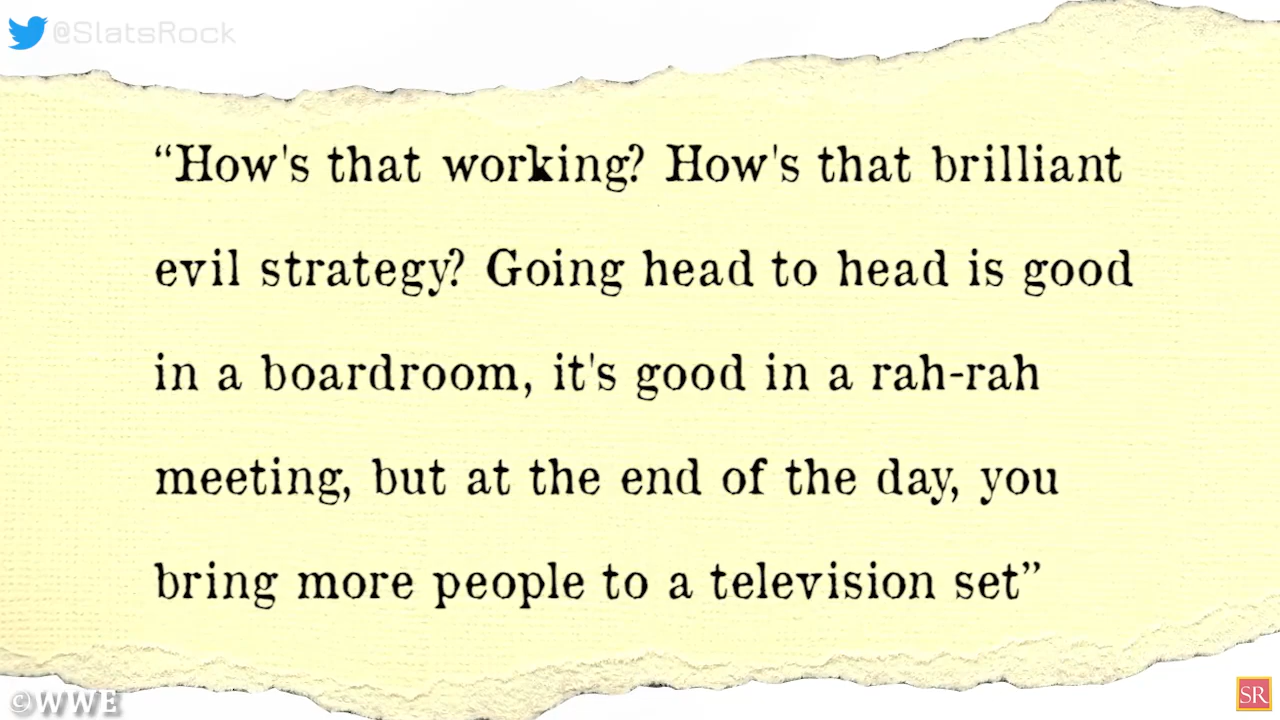 @SlatsRock
“How's that working? How's that brilliant
evil strategy? Going head to head is good
in a boardroom, it's good in a rah-rah
meeting, but at the end of the day, you
bring more people to a television set”
©WWE
SR